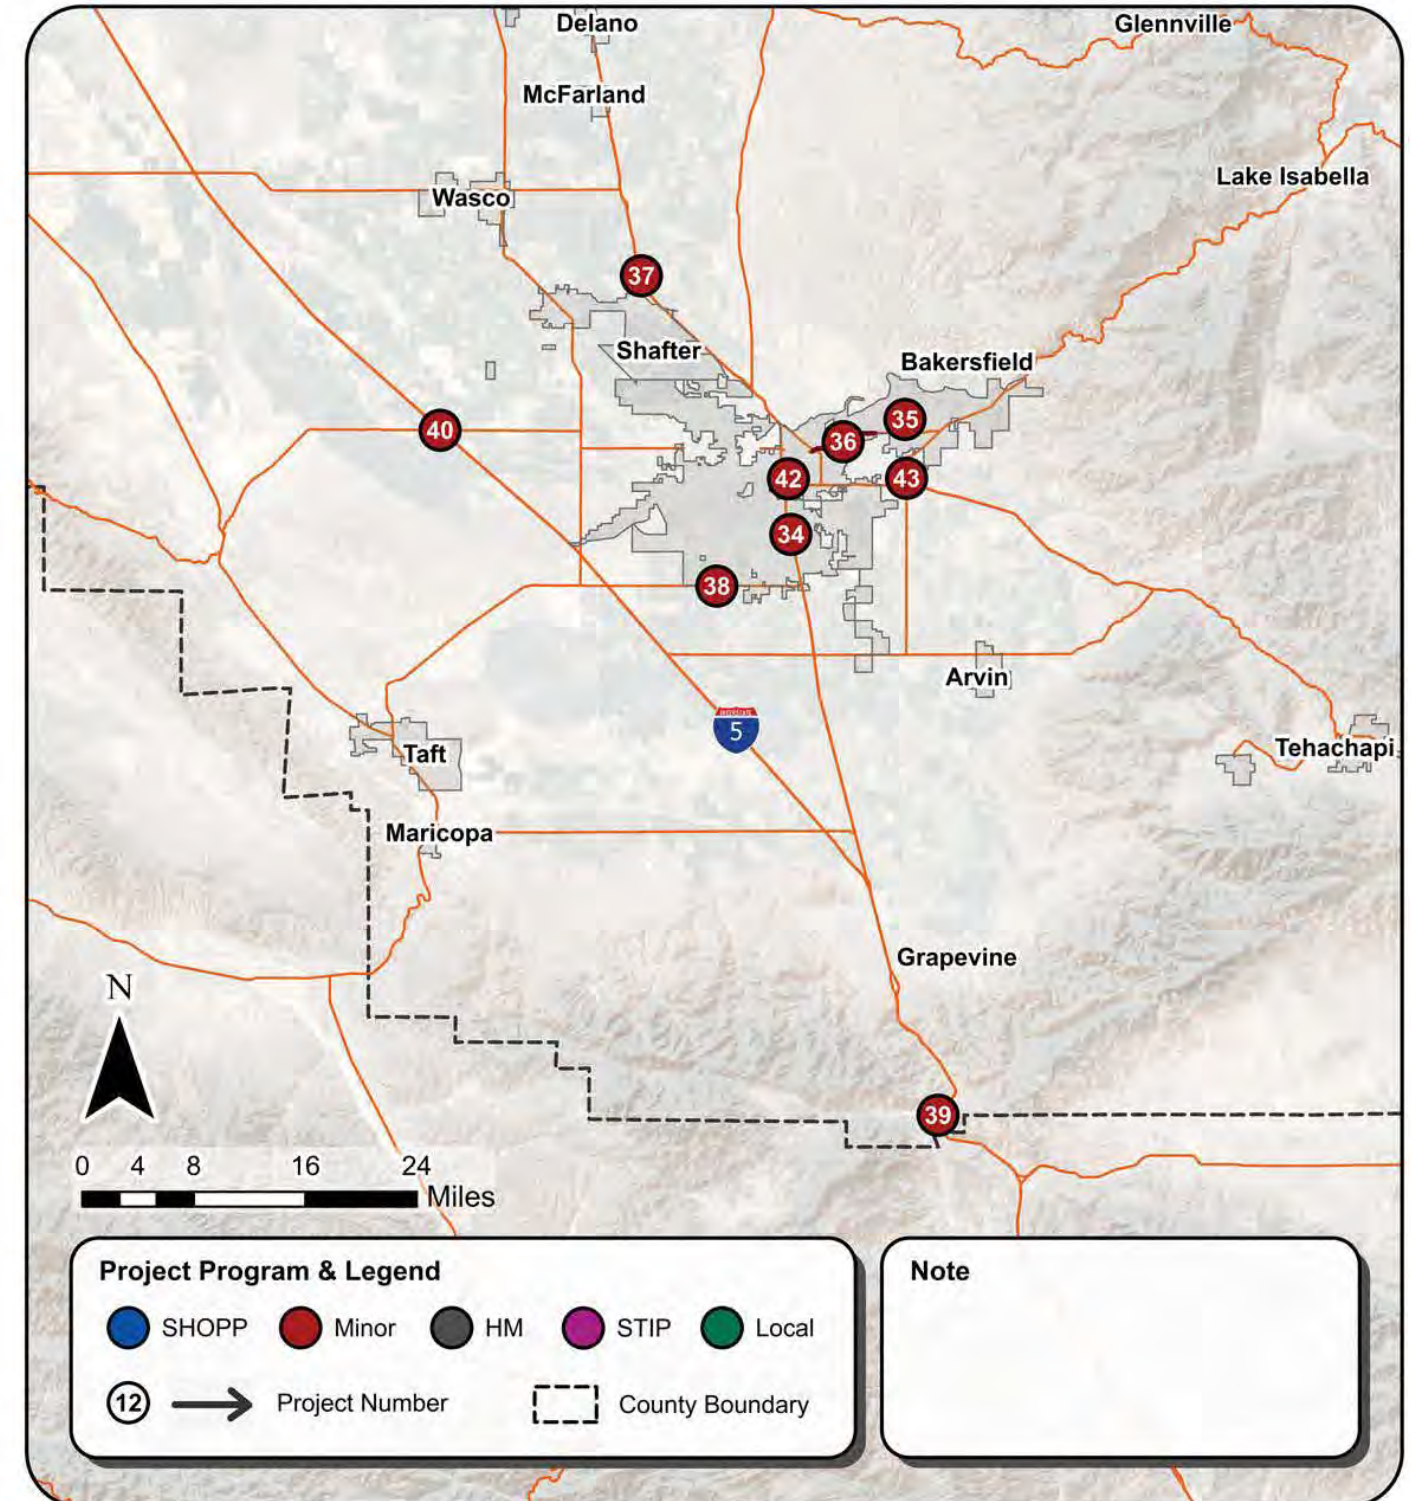 Delano
Glennville
McFarland
Lake Isabella
Wasco
37
Shafter
Bakersfield
35
40
36
42
43
34
38
Arvin
INTERSTATE
5
Taft
Tehachapi
Maricopa
Grapevine
N
39
0 4 8 16 24
Miles
Project Program & Legend
SHOPP Minor HM STIP Local
12 Project Number County Boundary
Note